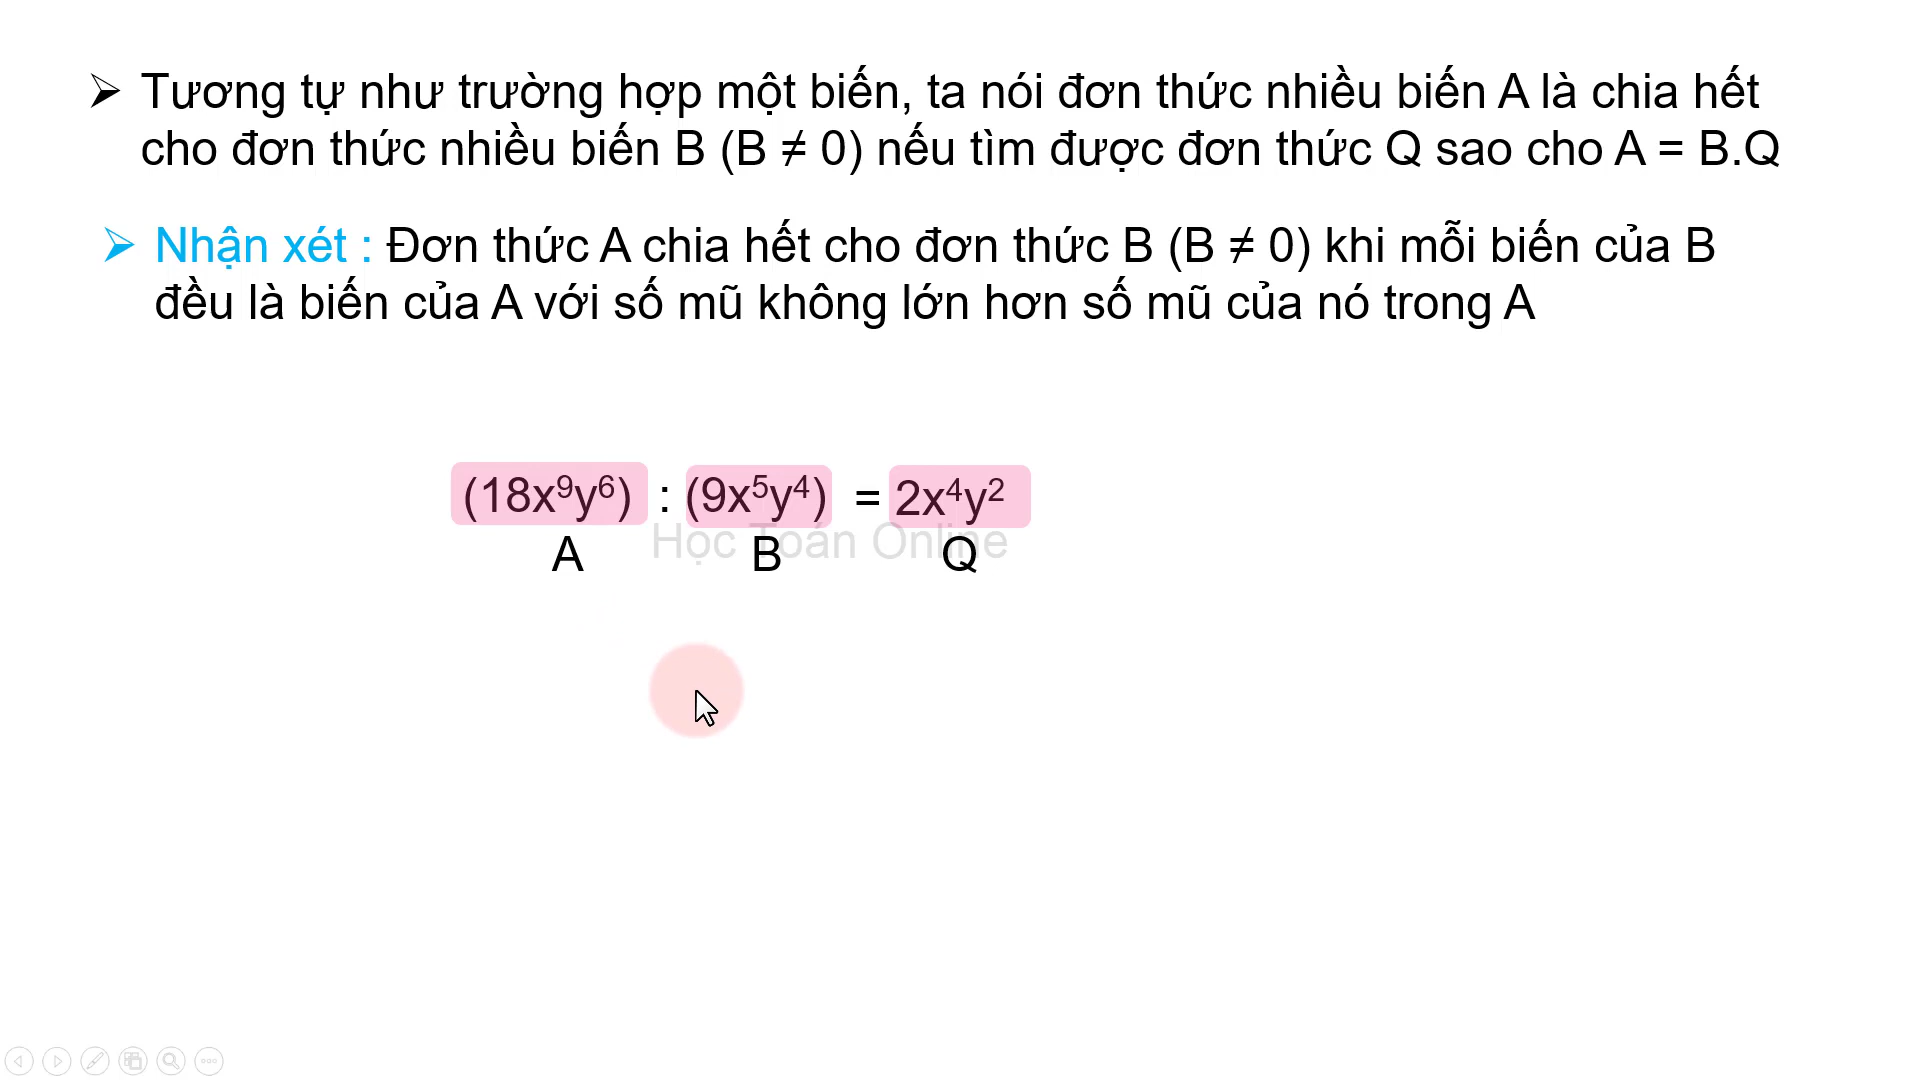 Tương tự như trường hợp một biến, ta nói đơn thức nhiều biến A là chia hết
cho đơn thức nhiều biến B (B ≠ 0) nếu tìm được đơn thức Q sao cho A = B.Q
Nhận xét : Đơn thức A chia hết cho đơn thức B (B ≠ 0) khi mỗi biến của B
đều là biến của A với số mũ không lớn hơn số mũ của nó trong A
(18x⁹y⁶) : (9x⁵y⁴) = 2x⁴y²
Học Toán Online
A B Q